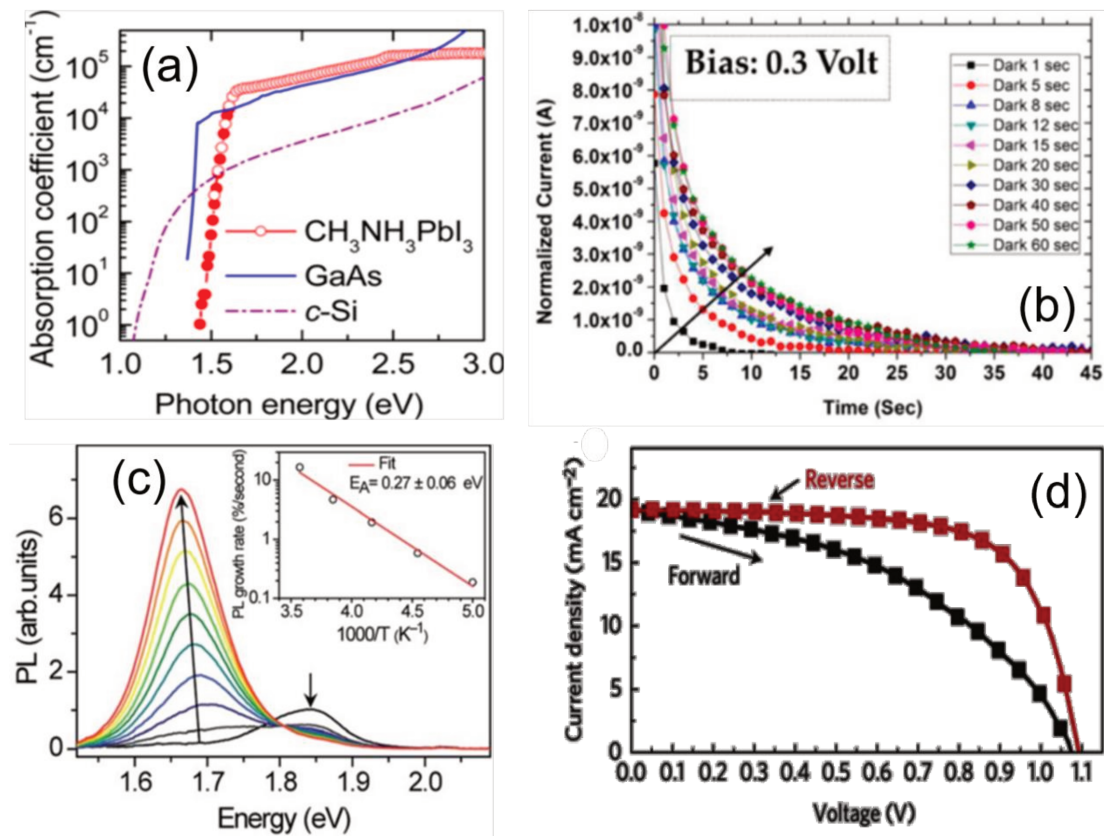 (a)
Absorption coefficient (cm⁻¹)
10⁵
10⁴
10³
10²
10¹
10⁰
CH₃NH₃PbI₃
GaAs
c-Si
1.0 1.5 2.0 2.5 3.0
Photon energy (eV)
(b)
Bias: 0.3 Volt
Normalized Current (A)
1.0x10⁻⁸
9.0x10⁻⁹
8.0x10⁻⁹
7.0x10⁻⁹
6.0x10⁻⁹
5.0x10⁻⁹
4.0x10⁻⁹
3.0x10⁻⁹
2.0x10⁻⁹
1.0x10⁻⁹
0.0
Dark 1 sec
Dark 5 sec
Dark 8 sec
Dark 12 sec
Dark 15 sec
Dark 20 sec
Dark 30 sec
Dark 40 sec
Dark 50 sec
Dark 60 sec
0 5 10 15 20 25 30 35 40 45
Time (Sec)
(c)
PL (arb.units)
6
4
2
0
1.6 1.7 1.8 1.9 2.0
Energy (eV)
PL growth rate (%/second)
10
1
0.1
Fit
E_A= 0.27 ± 0.06 eV
3.5 4.0 4.5 5.0
1000/T (K⁻¹)
(d)
Current density (mA cm⁻²)
20
15
10
5
0
Reverse
Forward
0.0 0.1 0.2 0.3 0.4 0.5 0.6 0.7 0.8 0.9 1.0 1.1
Voltage (V)